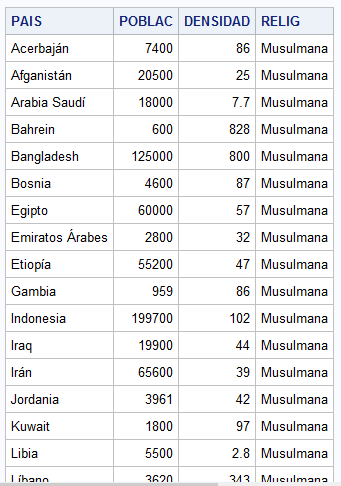 PAIS POBLAC DENSIDAD RELIG
Acerbaján 7400 86 Musulmana
Afganistán 20500 25 Musulmana
Arabia Saudí 18000 7.7 Musulmana
Bahrein 600 828 Musulmana
Bangladesh 125000 800 Musulmana
Bosnia 4600 87 Musulmana
Egipto 60000 57 Musulmana
Emiratos Árabes 2800 32 Musulmana
Etiopía 55200 47 Musulmana
Gambia 959 86 Musulmana
Indonesia 199700 102 Musulmana
Iraq 19900 44 Musulmana
Irán 65600 39 Musulmana
Jordania 3961 42 Musulmana
Kuwait 1800 97 Musulmana
Libia 5500 2.8 Musulmana
Líbano 3620 343 Musulmana